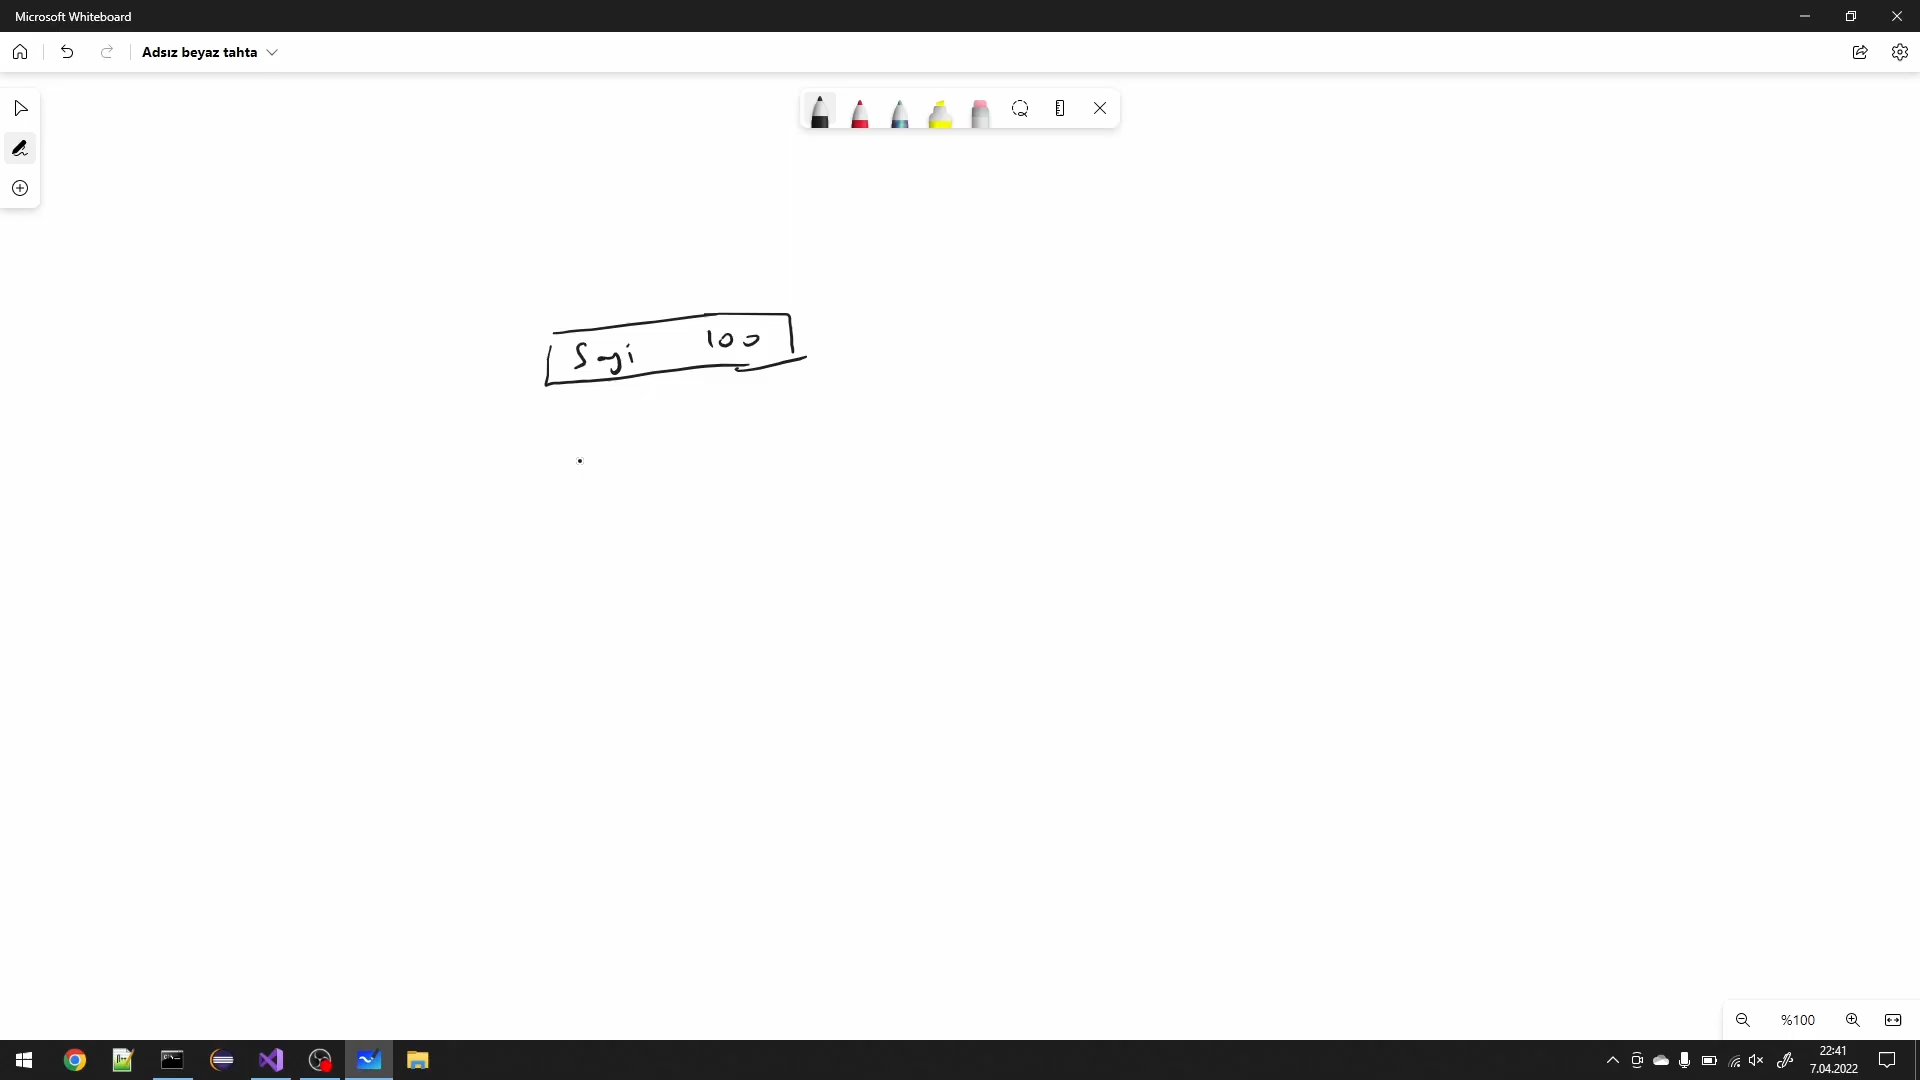 Microsoft Whiteboard
Adsız beyaz tahta
Sayi 100
%100
22:41
7.04.2022